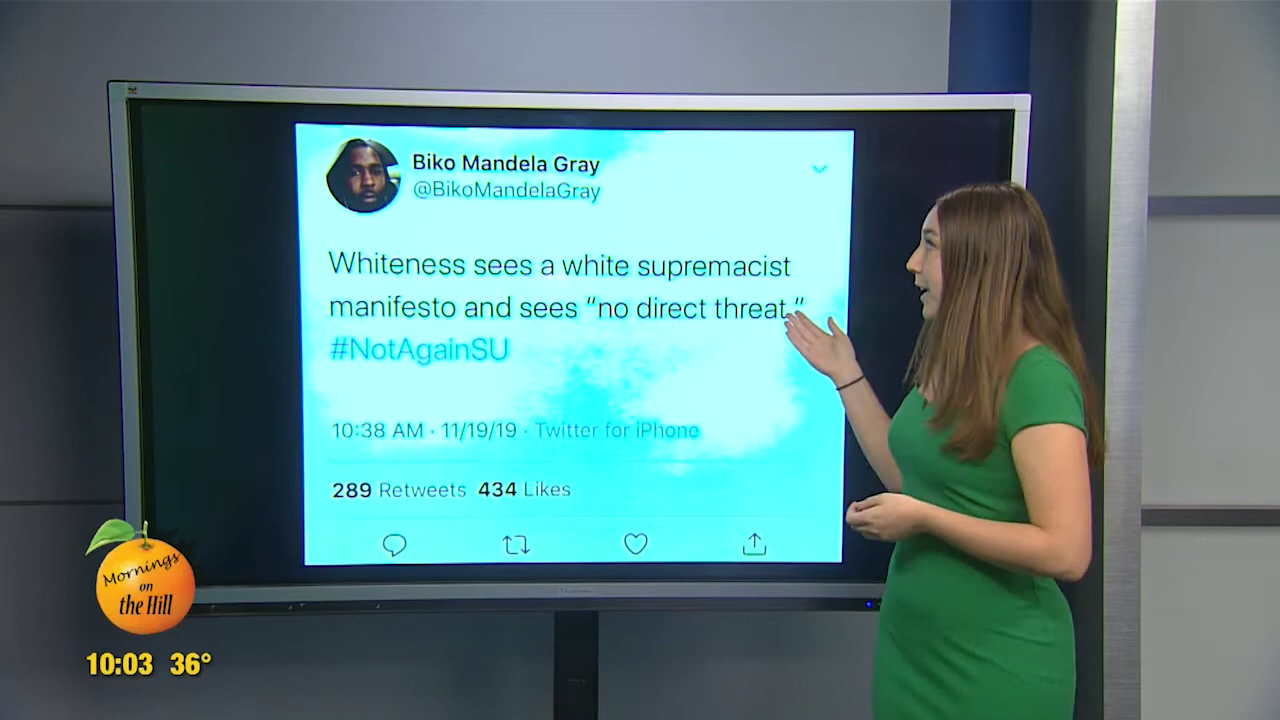 Biko Mandela Gray
@BikoMandelaGray
Whiteness sees a white supremacist
manifesto and sees “no direct threat.”
#NotAgainSU
10:38 AM · 11/19/19 · Twitter for iPhone
289 Retweets 434 Likes
Mornings
on
the Hill
10:03 36°